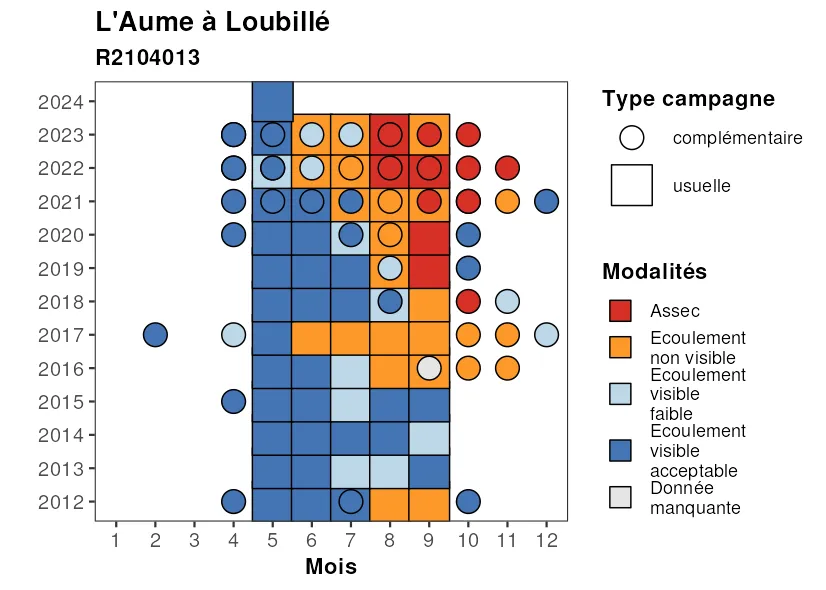 L'Aume à Loubillé
R2104013
2024
2023
2022
2021
2020
2019
2018
2017
2016
2015
2014
2013
2012
1 2 3 4 5 6 7 8 9 10 11 12
Mois
Type campagne
complémentaire
usuelle
Modalités
Assec
Ecoulement
non visible
Ecoulement
visible
faible
Ecoulement
visible
acceptable
Donnée
manquante